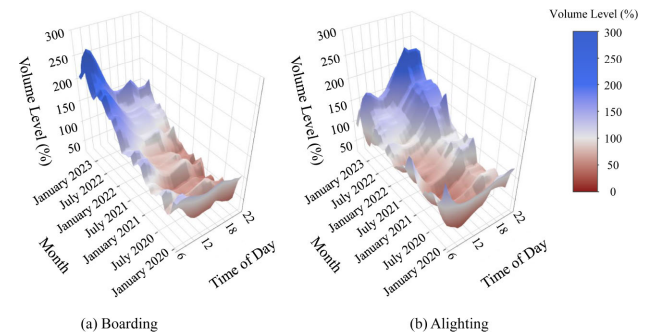 Volume Level (%)
300
250
200
150
100
50
0
300
250
200
150
100
50
Volume Level (%)
January 2023
July 2022
January 2022
July 2021
January 2021
July 2020
January 2020
Month
6
12
18
22
Time of Day
(a) Boarding
300
250
200
150
100
50
Volume Level (%)
January 2023
July 2022
January 2022
July 2021
January 2021
July 2020
January 2020
Month
6
12
18
22
Time of Day
(b) Alighting